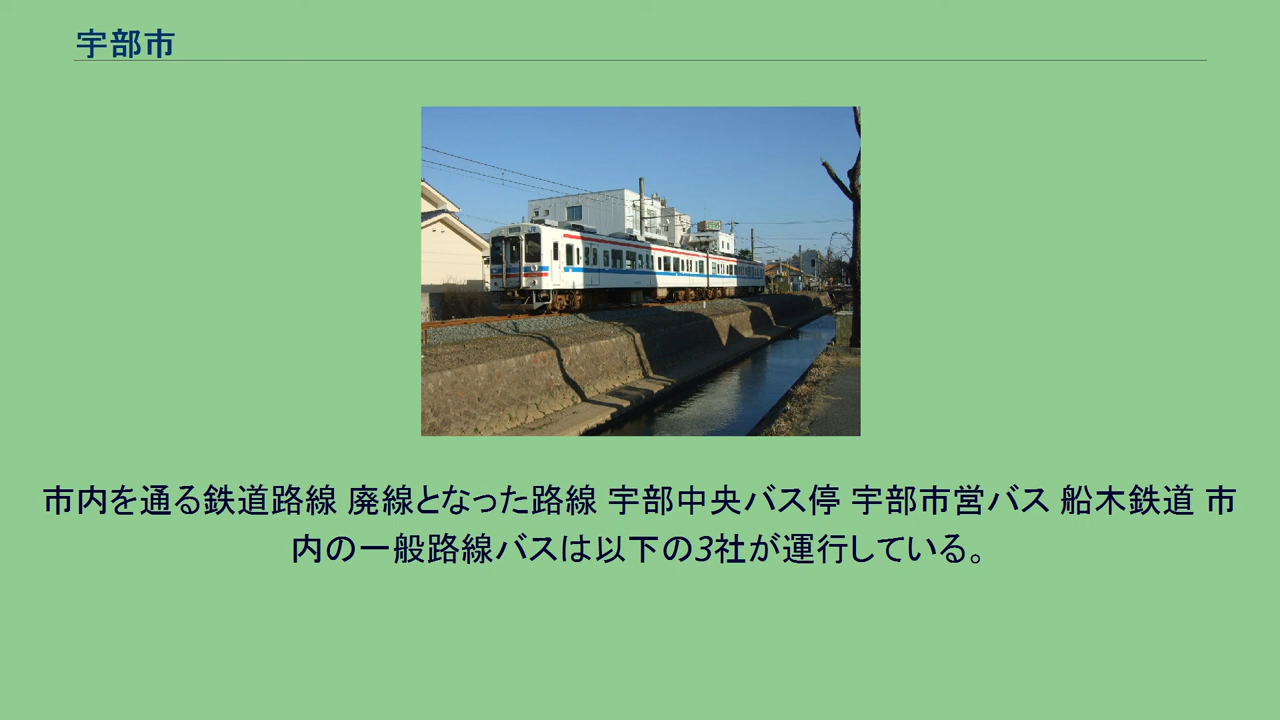 宇部市
市内を通る鉄道路線 廃線となった路線 宇部中央バス停 宇部市営バス 船木鉄道 市
内の一般路線バスは以下の3社が運行している。